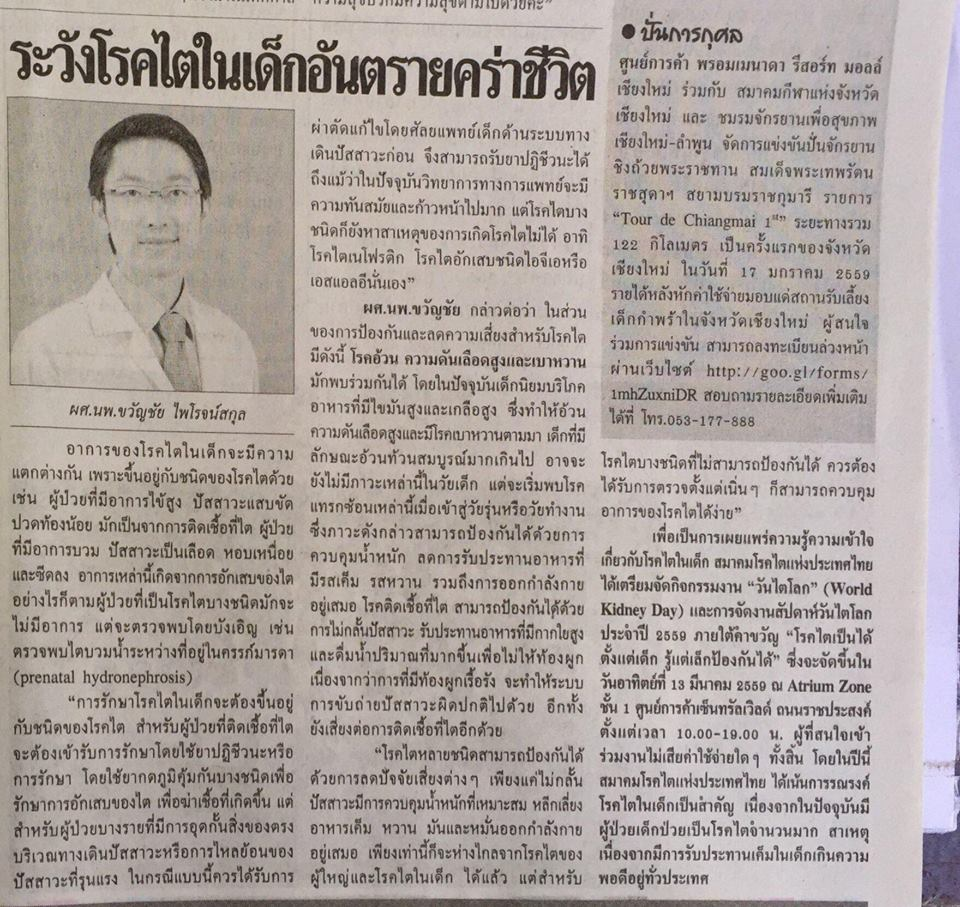 ระวังโรคไตในเด็กอันตรายคร่าชีวิต
ผศ.นพ.ขวัญชัย ไพโรจน์สกุล
อาการของโรคไตในเด็กจะมีความ
แตกต่างกัน เพราะขึ้นอยู่กับชนิดของโรคไตด้วย
เช่น ผู้ป่วยที่มีอาการไข้สูง ปัสสาวะแสบขัด
ปวดท้องน้อย มักเป็นจากการติดเชื้อที่ไต ผู้ป่วย
ที่มีอาการบวม ปัสสาวะเป็นเลือด หอบเหนื่อย
และซีดลง อาการเหล่านี้เกิดจากการอักเสบของไต
อย่างไรก็ตามผู้ป่วยที่เป็นโรคไตบางชนิดมักจะ
ไม่มีอาการ แต่จะตรวจพบโดยบังเอิญ เช่น
ตรวจพบไตบวมน้ำระหว่างที่อยู่ในครรภ์มารดา
(prenatal hydronephrosis)
“การรักษาโรคไตในเด็กจะต้องขึ้นอยู่
กับชนิดของโรคไต สำหรับผู้ป่วยที่ติดเชื้อที่ไต
จะต้องเข้ารับการรักษาโดยใช้ยาปฏิชีวนะหรือ
การรักษา โดยใช้ยากดภูมิคุ้มกันบางชนิดเพื่อ
รักษาการอักเสบของไต เพื่อฆ่าเชื้อที่เกิดขึ้น แต่
สำหรับผู้ป่วยบางรายที่มีการอุดกั้นสิ่งของตรง
บริเวณทางเดินปัสสาวะหรือการไหลย้อนของ
ปัสสาวะที่รุนแรง ในกรณีแบบนี้ควรได้รับการ
ผ่าตัดแก้ไขโดยศัลยแพทย์เด็กด้านระบบทาง
เดินปัสสาวะก่อน จึงสามารถรับยาปฏิชีวนะได้
ถึงแม้ว่าในปัจจุบันวิทยาการทางการแพทย์จะมี
ความทันสมัยและก้าวหน้าไปมาก แต่โรคไตบาง
ชนิดก็ยังหาสาเหตุของการเกิดโรคไตไม่ได้ อาทิ
โรคไตเนโฟรติก โรคไตอักเสบชนิดไอจีเอหรือ
เอสแอลอีนั่นเอง”
ผศ.นพ.ขวัญชัย กล่าวต่อว่า ในส่วน
ของการป้องกันและลดความเสี่ยงสำหรับโรคไต
มีดังนี้ โรคอ้วน ความดันเลือดสูงและเบาหวาน
มักพบร่วมกันได้ โดยในปัจจุบันเด็กนิยมบริโภค
อาหารที่มีไขมันสูงและเกลือสูง ซึ่งทำให้อ้วน
ความดันเลือดสูงและมีโรคเบาหวานตามมา เด็กที่มี
ลักษณะอ้วนท้วนสมบูรณ์มากเกินไป อาจจะ
ยังไม่มีภาวะเหล่านี้ในวัยเด็ก แต่จะเริ่มพบโรค
แทรกซ้อนเหล่านี้เมื่อเข้าสู่วัยรุ่นหรือวัยทำงาน
ซึ่งภาวะดังกล่าวสามารถป้องกันได้ด้วยการ
ควบคุมน้ำหนัก ลดการรับประทานอาหารที่
มีรสเค็ม รสหวาน รวมถึงการออกกำลังกาย
อยู่เสมอ โรคติดเชื้อที่ไต สามารถป้องกันได้ด้วย
การไม่กลั้นปัสสาวะ รับประทานอาหารที่มีกากใยสูง
และดื่มน้ำปริมาณที่มากขึ้นเพื่อไม่ให้ท้องผูก
เนื่องจากว่าการที่มีท้องผูกเรื้อรัง จะทำให้ระบบ
การขับถ่ายปัสสาวะผิดปกติไปด้วย อีกทั้ง
ยังเสี่ยงต่อการติดเชื้อที่ไตอีกด้วย
“โรคไตหลายชนิดสามารถป้องกันได้
ด้วยการลดปัจจัยเสี่ยงต่างๆ เพียงแค่ไม่กลั้น
ปัสสาวะมีการควบคุมน้ำหนักที่เหมาะสม หลีกเลี่ยง
อาหารเค็ม หวาน มันและหมั่นออกกำลังกาย
อยู่เสมอ เพียงเท่านี้ก็จะห่างไกลจากโรคไตของ
ผู้ใหญ่และโรคไตในเด็ก ได้แล้ว แต่สำหรับ
โรคไตบางชนิดที่ไม่สามารถป้องกันได้ ควรต้อง
ได้รับการตรวจตั้งแต่เนิ่นๆ ก็สามารถควบคุม
อาการของโรคไตได้ง่าย”
เพื่อเป็นการเผยแพร่ความรู้ความเข้าใจ
เกี่ยวกับโรคไตในเด็ก สมาคมโรคไตแห่งประเทศไทย
ได้เตรียมจัดกิจกรรมงาน “วันไตโลก” (World
Kidney Day) และการจัดงานสัปดาห์วันไตโลก
ประจำปี 2559 ภายใต้คำขวัญ “โรคไตเป็นได้
ตั้งแต่เด็ก รู้แต่เล็กป้องกันได้” ซึ่งจะจัดขึ้นใน
วันอาทิตย์ที่ 13 มีนาคม 2559 ณ Atrium Zone
ชั้น 1 ศูนย์การค้าเซ็นทรัลเวิลด์ ถนนราชประสงค์
ตั้งแต่เวลา 10.00-19.00 น. ผู้ที่สนใจเข้า
ร่วมงานไม่เสียค่าใช้จ่ายใดๆ ทั้งสิ้น โดยในปีนี้
สมาคมโรคไตแห่งประเทศไทย ได้เน้นการรณรงค์
โรคไตในเด็กเป็นสำคัญ เนื่องจากในปัจจุบันมี
ผู้ป่วยเด็กป่วยเป็นโรคไตจำนวนมาก สาเหตุ
เนื่องจากมีการรับประทานเค็มในเด็กเกินความ
พอดีอยู่ทั่วประเทศ
● ปั่นการกุศล
ศูนย์การค้า พรอมเมนาดา รีสอร์ท มอลล์
เชียงใหม่ ร่วมกับ สมาคมกีฬาแห่งจังหวัด
เชียงใหม่ และ ชมรมจักรยานเพื่อสุขภาพ
เชียงใหม่-ลำพูน จัดการแข่งขันปั่นจักรยาน
ชิงถ้วยพระราชทาน สมเด็จพระเทพรัตน
ราชสุดาฯ สยามบรมราชกุมารี รายการ
“Tour de Chiangmai 1st” ระยะทางรวม
122 กิโลเมตร เป็นครั้งแรกของจังหวัด
เชียงใหม่ ในวันที่ 17 มกราคม 2559
รายได้หลังหักค่าใช้จ่ายมอบแด่สถานรับเลี้ยง
เด็กกำพร้าในจังหวัดเชียงใหม่ ผู้สนใจ
ร่วมการแข่งขัน สามารถลงทะเบียนล่วงหน้า
ผ่านเว็บไซต์ http://goo.gl/forms/
1mhZuxniDR สอบถามรายละเอียดเพิ่มเติม
ได้ที่ โทร.053-177-888